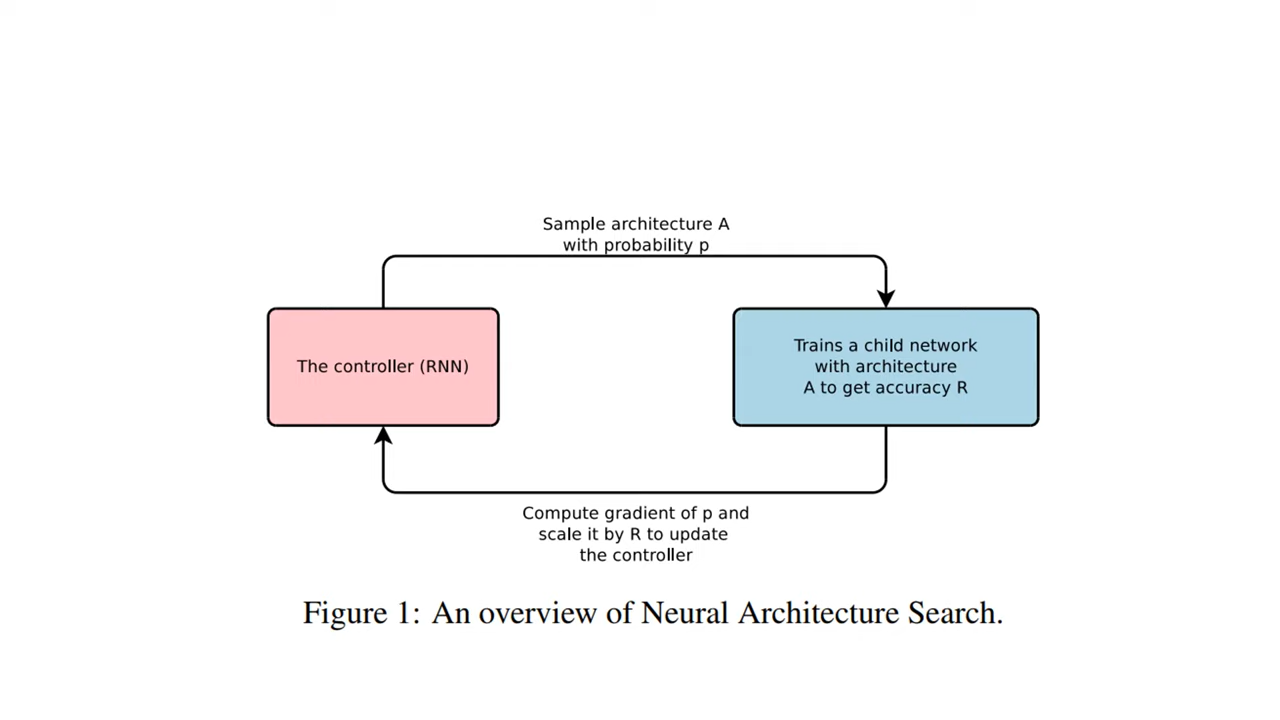 Sample architecture A
with probability p
The controller (RNN)
Trains a child network
with architecture
A to get accuracy R
Compute gradient of p and
scale it by R to update
the controller
Figure 1: An overview of Neural Architecture Search.